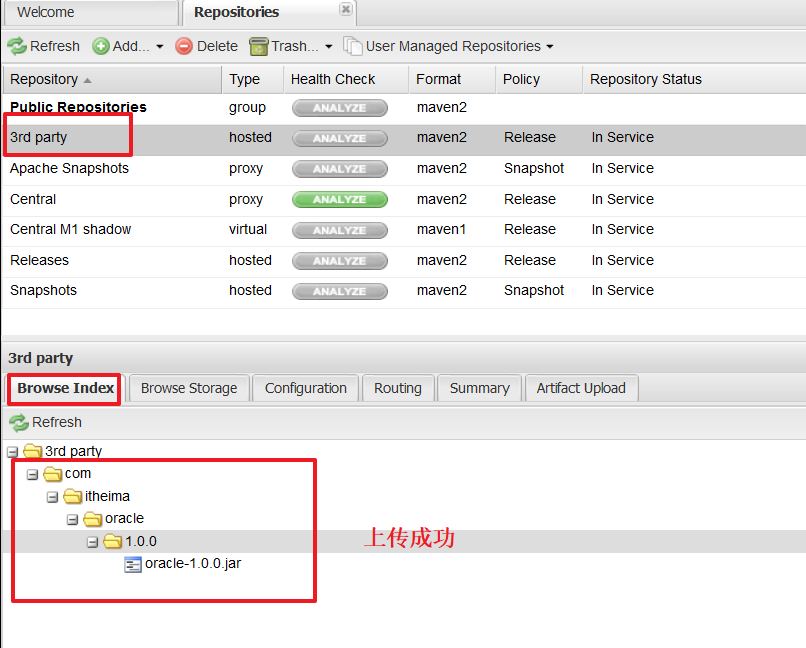 Welcome Repositories
Refresh Add... Delete Trash... User Managed Repositories
Repository Type Health Check Format Policy Repository Status
Public Repositories group ANALYZE maven2
3rd party hosted ANALYZE maven2 Release In Service
Apache Snapshots proxy ANALYZE maven2 Snapshot In Service
Central proxy ANALYZE maven2 Release In Service
Central M1 shadow virtual ANALYZE maven1 Release In Service
Releases hosted ANALYZE maven2 Release In Service
Snapshots hosted ANALYZE maven2 Snapshot In Service
3rd party
Browse Index Browse Storage Configuration Routing Summary Artifact Upload
Refresh
3rd party
com
itheima
oracle
1.0.0 上传成功
oracle-1.0.0.jar